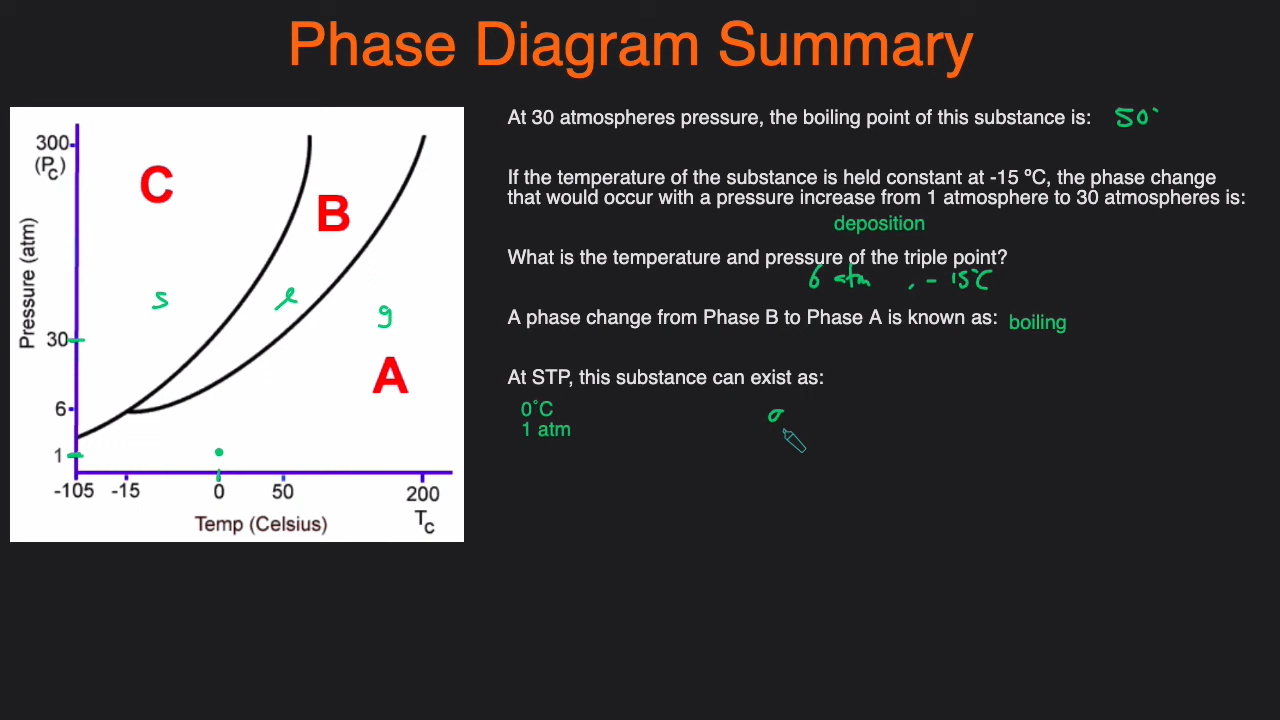 Phase Diagram Summary
300
(Pc)
C
B
s
l
g
Pressure (atm)
30
A
6
1
-105 -15 0 50 200
Temp (Celsius)
Tc
At 30 atmospheres pressure, the boiling point of this substance is: 50°
If the temperature of the substance is held constant at -15 ºC, the phase change
that would occur with a pressure increase from 1 atmosphere to 30 atmospheres is:
deposition
What is the temperature and pressure of the triple point?
6 atm , -15°C
A phase change from Phase B to Phase A is known as: boiling
At STP, this substance can exist as:
0°C
1 atm